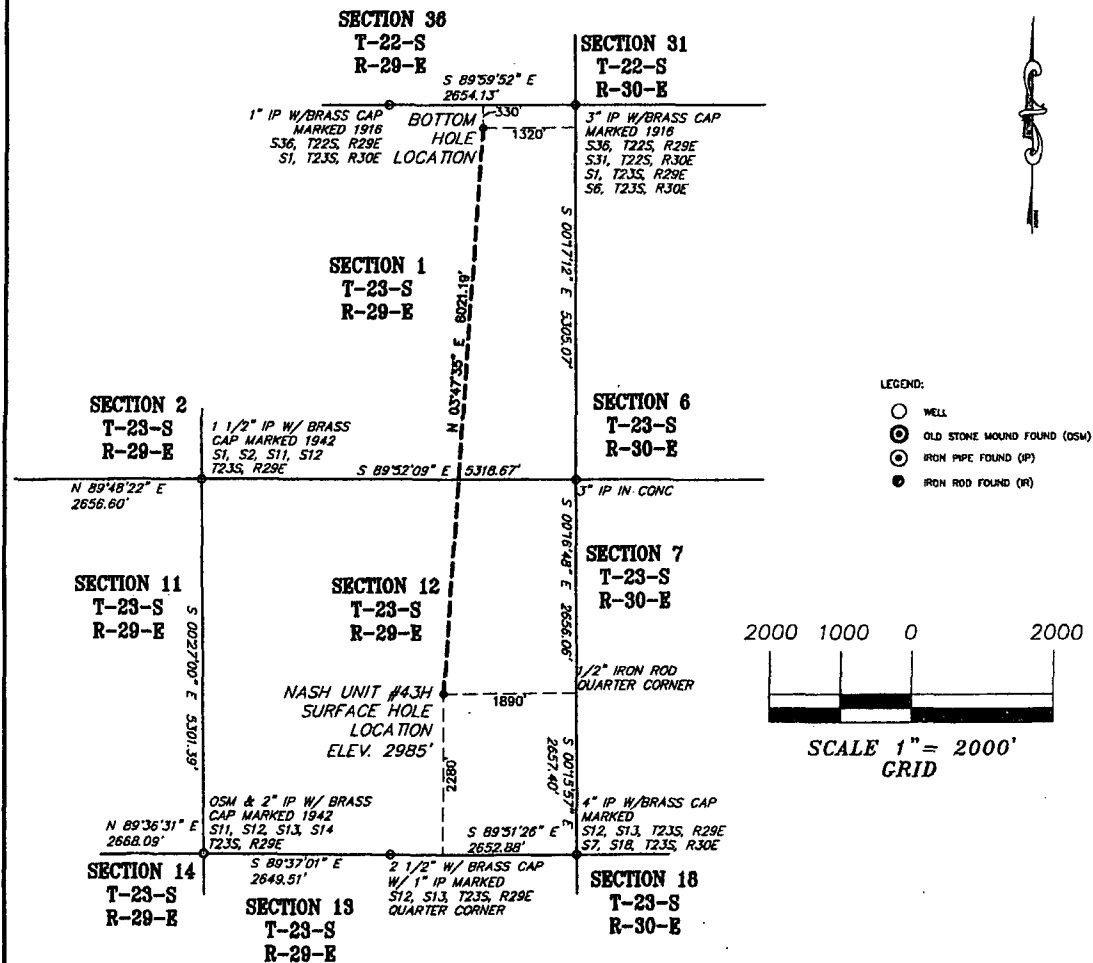 SECTION 36
T-22-S
R-29-E
SECTION 31
T-22-S
R-30-E
S 89°59'52" E
2654.13'
1" IP W/BRASS CAP
MARKED 1916
S36, T22S, R29E
S1, T23S, R30E
BOTTOM
HOLE
LOCATION
330'
1320'
3" IP W/BRASS CAP
MARKED 1916
S36, T22S, R29E
S31, T22S, R30E
S1, T23S, R29E
S6, T23S, R30E
SECTION 1
T-23-S
R-29-E
N 03°47'35" E 8021.19'
S 00°17'12" E 5305.07'
SECTION 2
T-23-S
R-29-E
1 1/2" IP W/ BRASS
CAP MARKED 1942
S1, S2, S11, S12
T23S, R29E
SECTION 6
T-23-S
R-30-E
LEGEND:
WELL
OLD STONE MOUND FOUND (OSM)
IRON PIPE FOUND (IP)
IRON ROD FOUND (IR)
N 89°48'22" E
2656.60'
S 89°52'09" E 5318.67'
3" IP IN CONC
SECTION 11
T-23-S
R-29-E
S 00°27'00" E 5301.39'
SECTION 12
T-23-S
R-29-E
S 00°16'48" E 2656.06'
SECTION 7
T-23-S
R-30-E
1/2" IRON ROD
QUARTER CORNER
NASH UNIT #43H
SURFACE HOLE
LOCATION
ELEV. 2985'
1890'
2280'
S 00°15'57" E
2657.40'
2000 1000 0 2000
SCALE 1"= 2000'
GRID
N 89°36'31" E
2668.09'
OSM & 2" IP W/ BRASS
CAP MARKED 1942
S11, S12, S13, S14
T23S, R29E
S 89°51'26" E
2652.88'
4" IP W/BRASS CAP
MARKED
S12, S13, T23S, R29E
S7, S18, T23S, R30E
SECTION 14
T-23-S
R-29-E
S 89°37'01" E
2649.51'
2 1/2" W/ BRASS CAP
W/ 1" IP MARKED
S12, S13, T23S, R29E
QUARTER CORNER
SECTION 13
T-23-S
R-29-E
SECTION 18
T-23-S
R-30-E